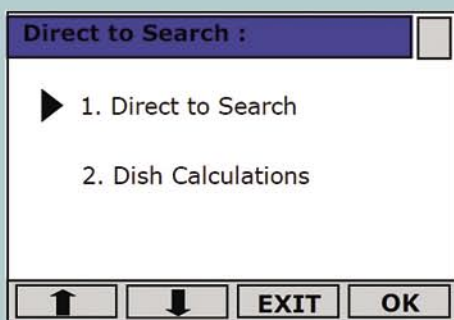 Direct to Search :
1. Direct to Search
2. Dish Calculations
EXIT OK